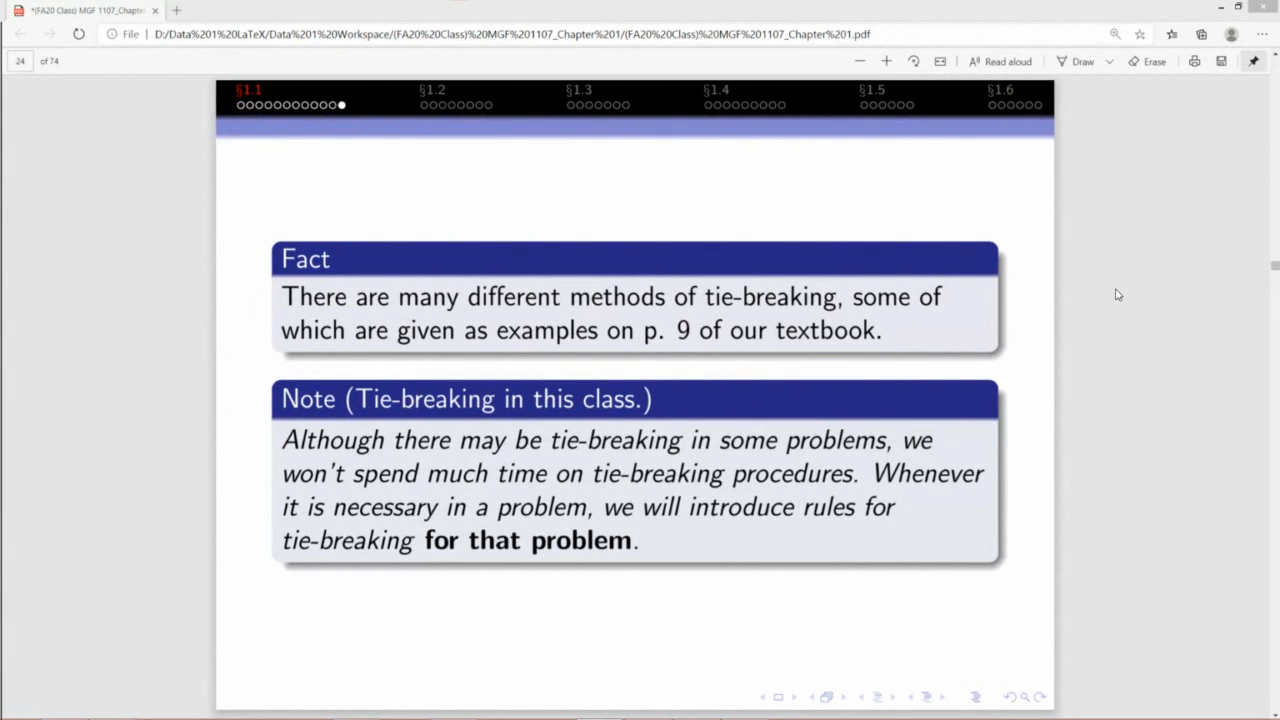 *(FA20 Class) MGF 1107_Chapte
File
D:/Data%201%20LaTeX/Data%201%20Workspace/(FA20%20Class)%20MGF%201107_Chapter%201/(FA20%20Class)%20MGF%201107_Chapter%201.pdf
24 of 74
Read aloud
Draw
Erase
§1.1 §1.2 §1.3 §1.4 §1.5 §1.6
Fact
There are many different methods of tie-breaking, some of
which are given as examples on p. 9 of our textbook.
Note (Tie-breaking in this class.)
Although there may be tie-breaking in some problems, we
won't spend much time on tie-breaking procedures. Whenever
it is necessary in a problem, we will introduce rules for
tie-breaking for that problem.